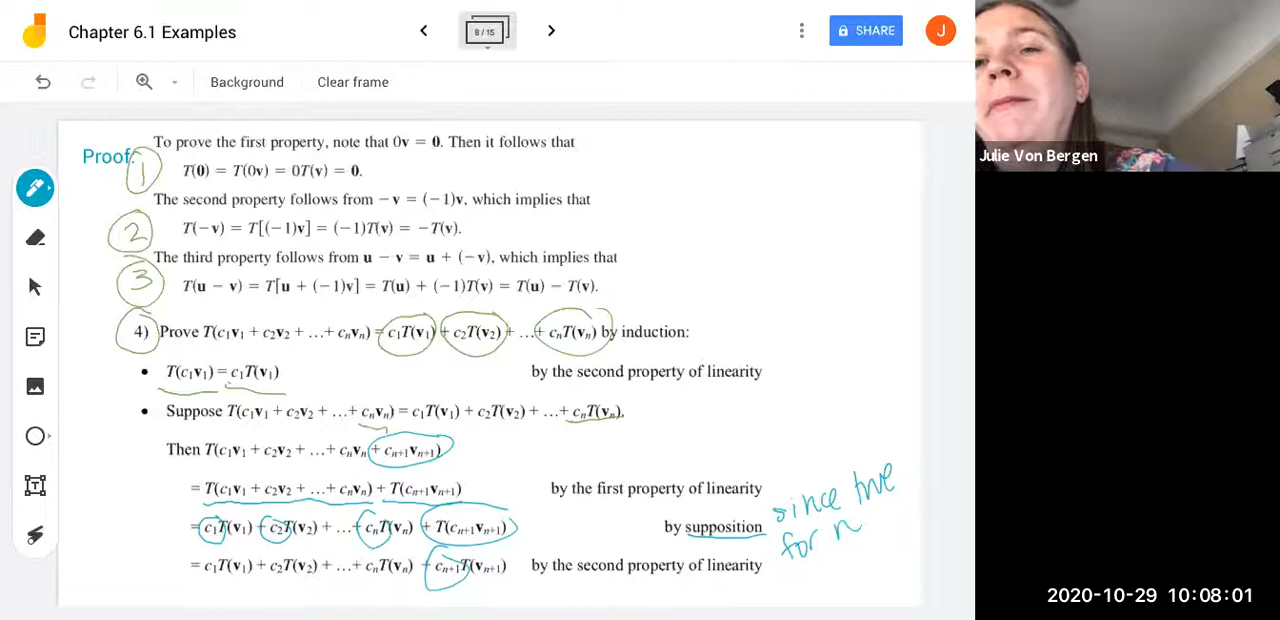 Chapter 6.1 Examples
8 / 15
SHARE
J
Background
Clear frame
Julie Von Bergen
Proof:
To prove the first property, note that 0v = 0. Then it follows that
1
T(0) = T(0v) = 0T(v) = 0.
The second property follows from −v = (−1)v, which implies that
2
T(−v) = T[(−1)v] = (−1)T(v) = −T(v).
The third property follows from u − v = u + (−v), which implies that
3
T(u − v) = T[u + (−1)v] = T(u) + (−1)T(v) = T(u) − T(v).
4) Prove T(c₁v₁ + c₂v₂ + …+ cₙvₙ) = c₁T(v₁) + c₂T(v₂) + …+ cₙT(vₙ) by induction:
• T(c₁v₁) = c₁T(v₁) by the second property of linearity
• Suppose T(c₁v₁ + c₂v₂ + …+ cₙvₙ) = c₁T(v₁) + c₂T(v₂) + …+ cₙT(vₙ).
Then T(c₁v₁ + c₂v₂ + …+ cₙvₙ + cₙ₊₁vₙ₊₁)
= T(c₁v₁ + c₂v₂ + …+ cₙvₙ) + T(cₙ₊₁vₙ₊₁) by the first property of linearity
= c₁T(v₁) + c₂T(v₂) + …+ cₙT(vₙ) + T(cₙ₊₁vₙ₊₁) by supposition
since true
for n
= c₁T(v₁) + c₂T(v₂) + …+ cₙT(vₙ) + cₙ₊₁T(vₙ₊₁) by the second property of linearity
2020-10-29 10:08:01